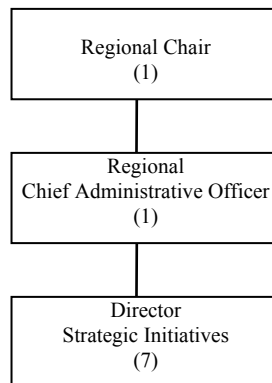 Regional Chair
(1)
Regional
Chief Administrative Officer
(1)
Director
Strategic Initiatives
(7)